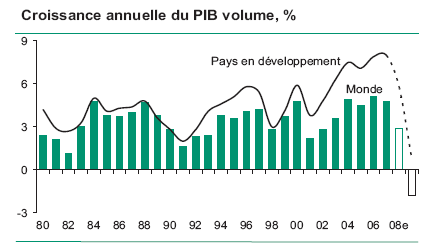 Croissance annuelle du PIB volume, %
9
Pays en développement
6
Monde
3
0
-3
80 82 84 86 88 90 92 94 96 98 00 02 04 06 08e